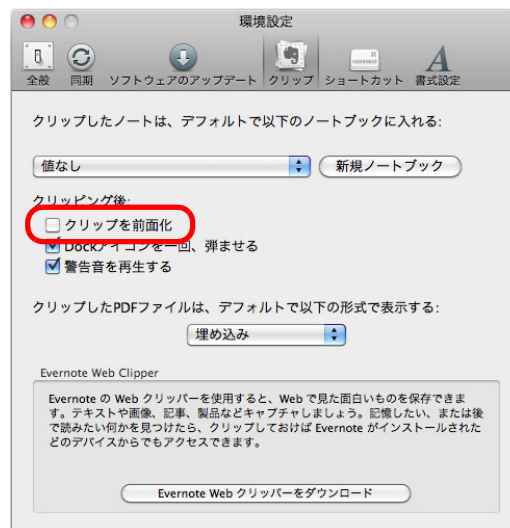 環境設定
全般 同期 ソフトウェアのアップデート クリップ ショートカット 書式設定
クリップしたノートは、デフォルトで以下のノートブックに入れる:
値なし 新規ノートブック
クリッピング後:
クリップを前面化
Dockアイコンを一回、弾ませる
警告音を再生する
クリップしたPDFファイルは、デフォルトで以下の形式で表示する:
埋め込み
Evernote Web Clipper
Evernote の Web クリッパーを使用すると、Web で見た面白いものを保存できま
す。テキストや画像、記事、製品などキャプチャしましょう。記憶したい、または後
で読みたい何かを見つけたら、クリップしておけば Evernote がインストールされた
どのデバイスからでもアクセスできます。
Evernote Web クリッパーをダウンロード